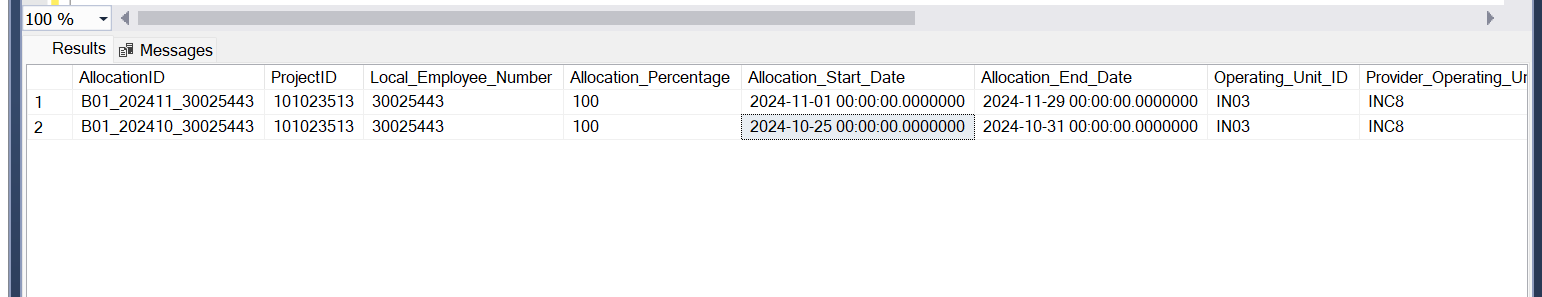 100 %
Results Messages
AllocationID ProjectID Local_Employee_Number Allocation_Percentage Allocation_Start_Date Allocation_End_Date Operating_Unit_ID Provider_Operating_Un
1 B01_202411_30025443 101023513 30025443 100 2024-11-01 00:00:00.0000000 2024-11-29 00:00:00.0000000 IN03 INC8
2 B01_202410_30025443 101023513 30025443 100 2024-10-25 00:00:00.0000000 2024-10-31 00:00:00.0000000 IN03 INC8